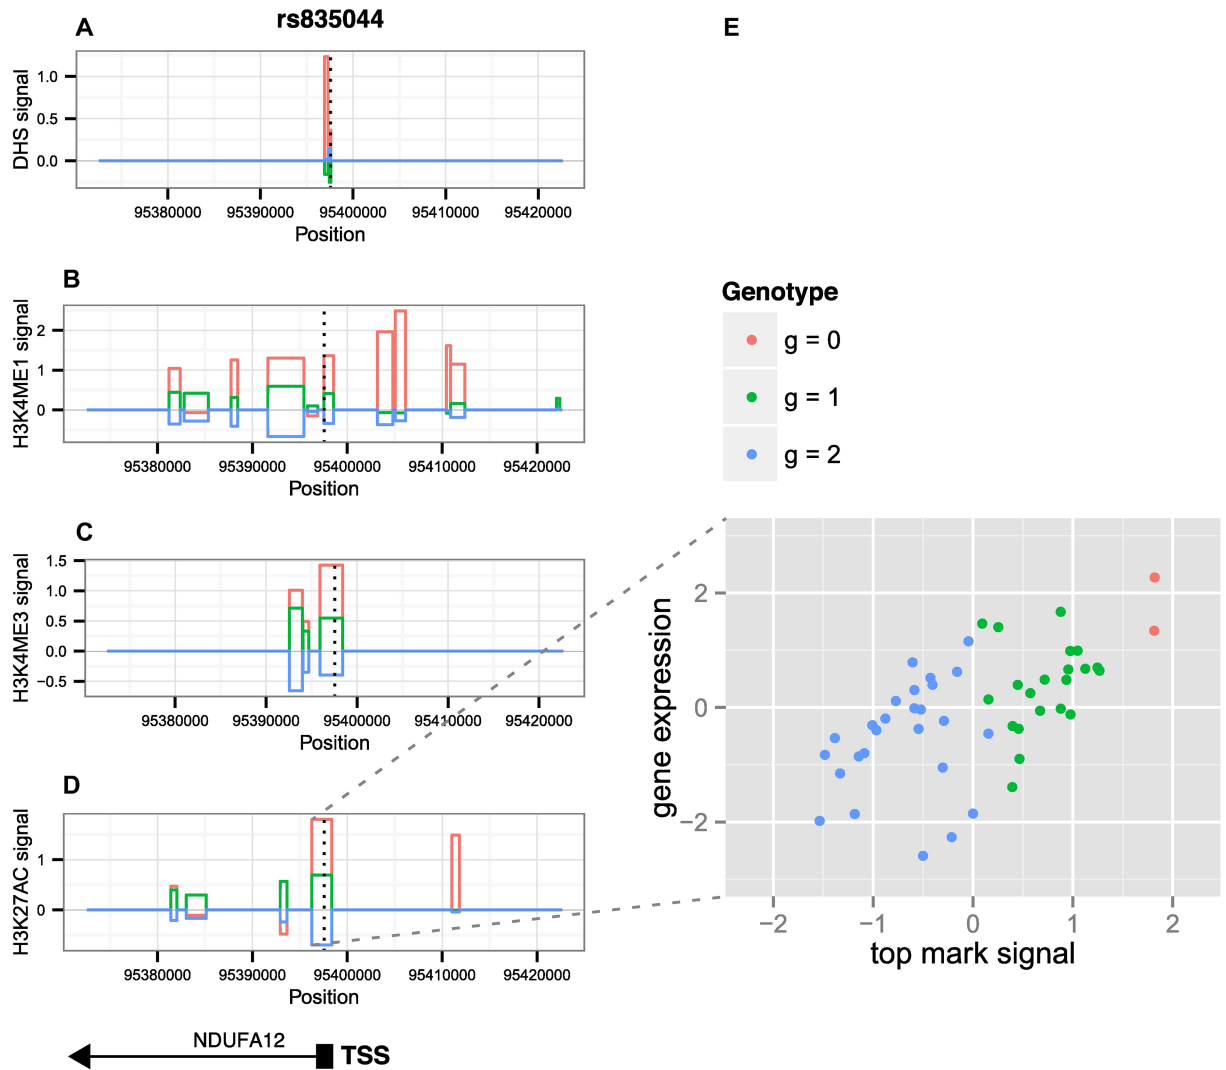 A
rs835044
E
DHS signal
1.0
0.5
0.0
95380000 95390000 95400000 95410000 95420000
Position
B
H3K4ME1 signal
2
1
0
95380000 95390000 95400000 95410000 95420000
Position
C
H3K4ME3 signal
1.5
1.0
0.5
0.0
−0.5
95380000 95390000 95400000 95410000 95420000
Position
D
H3K27AC signal
1
0
95380000 95390000 95400000 95410000 95420000
Position
NDUFA12
TSS
Genotype
g = 0
g = 1
g = 2
gene expression
2
0
−2
−2 −1 0 1 2
top mark signal